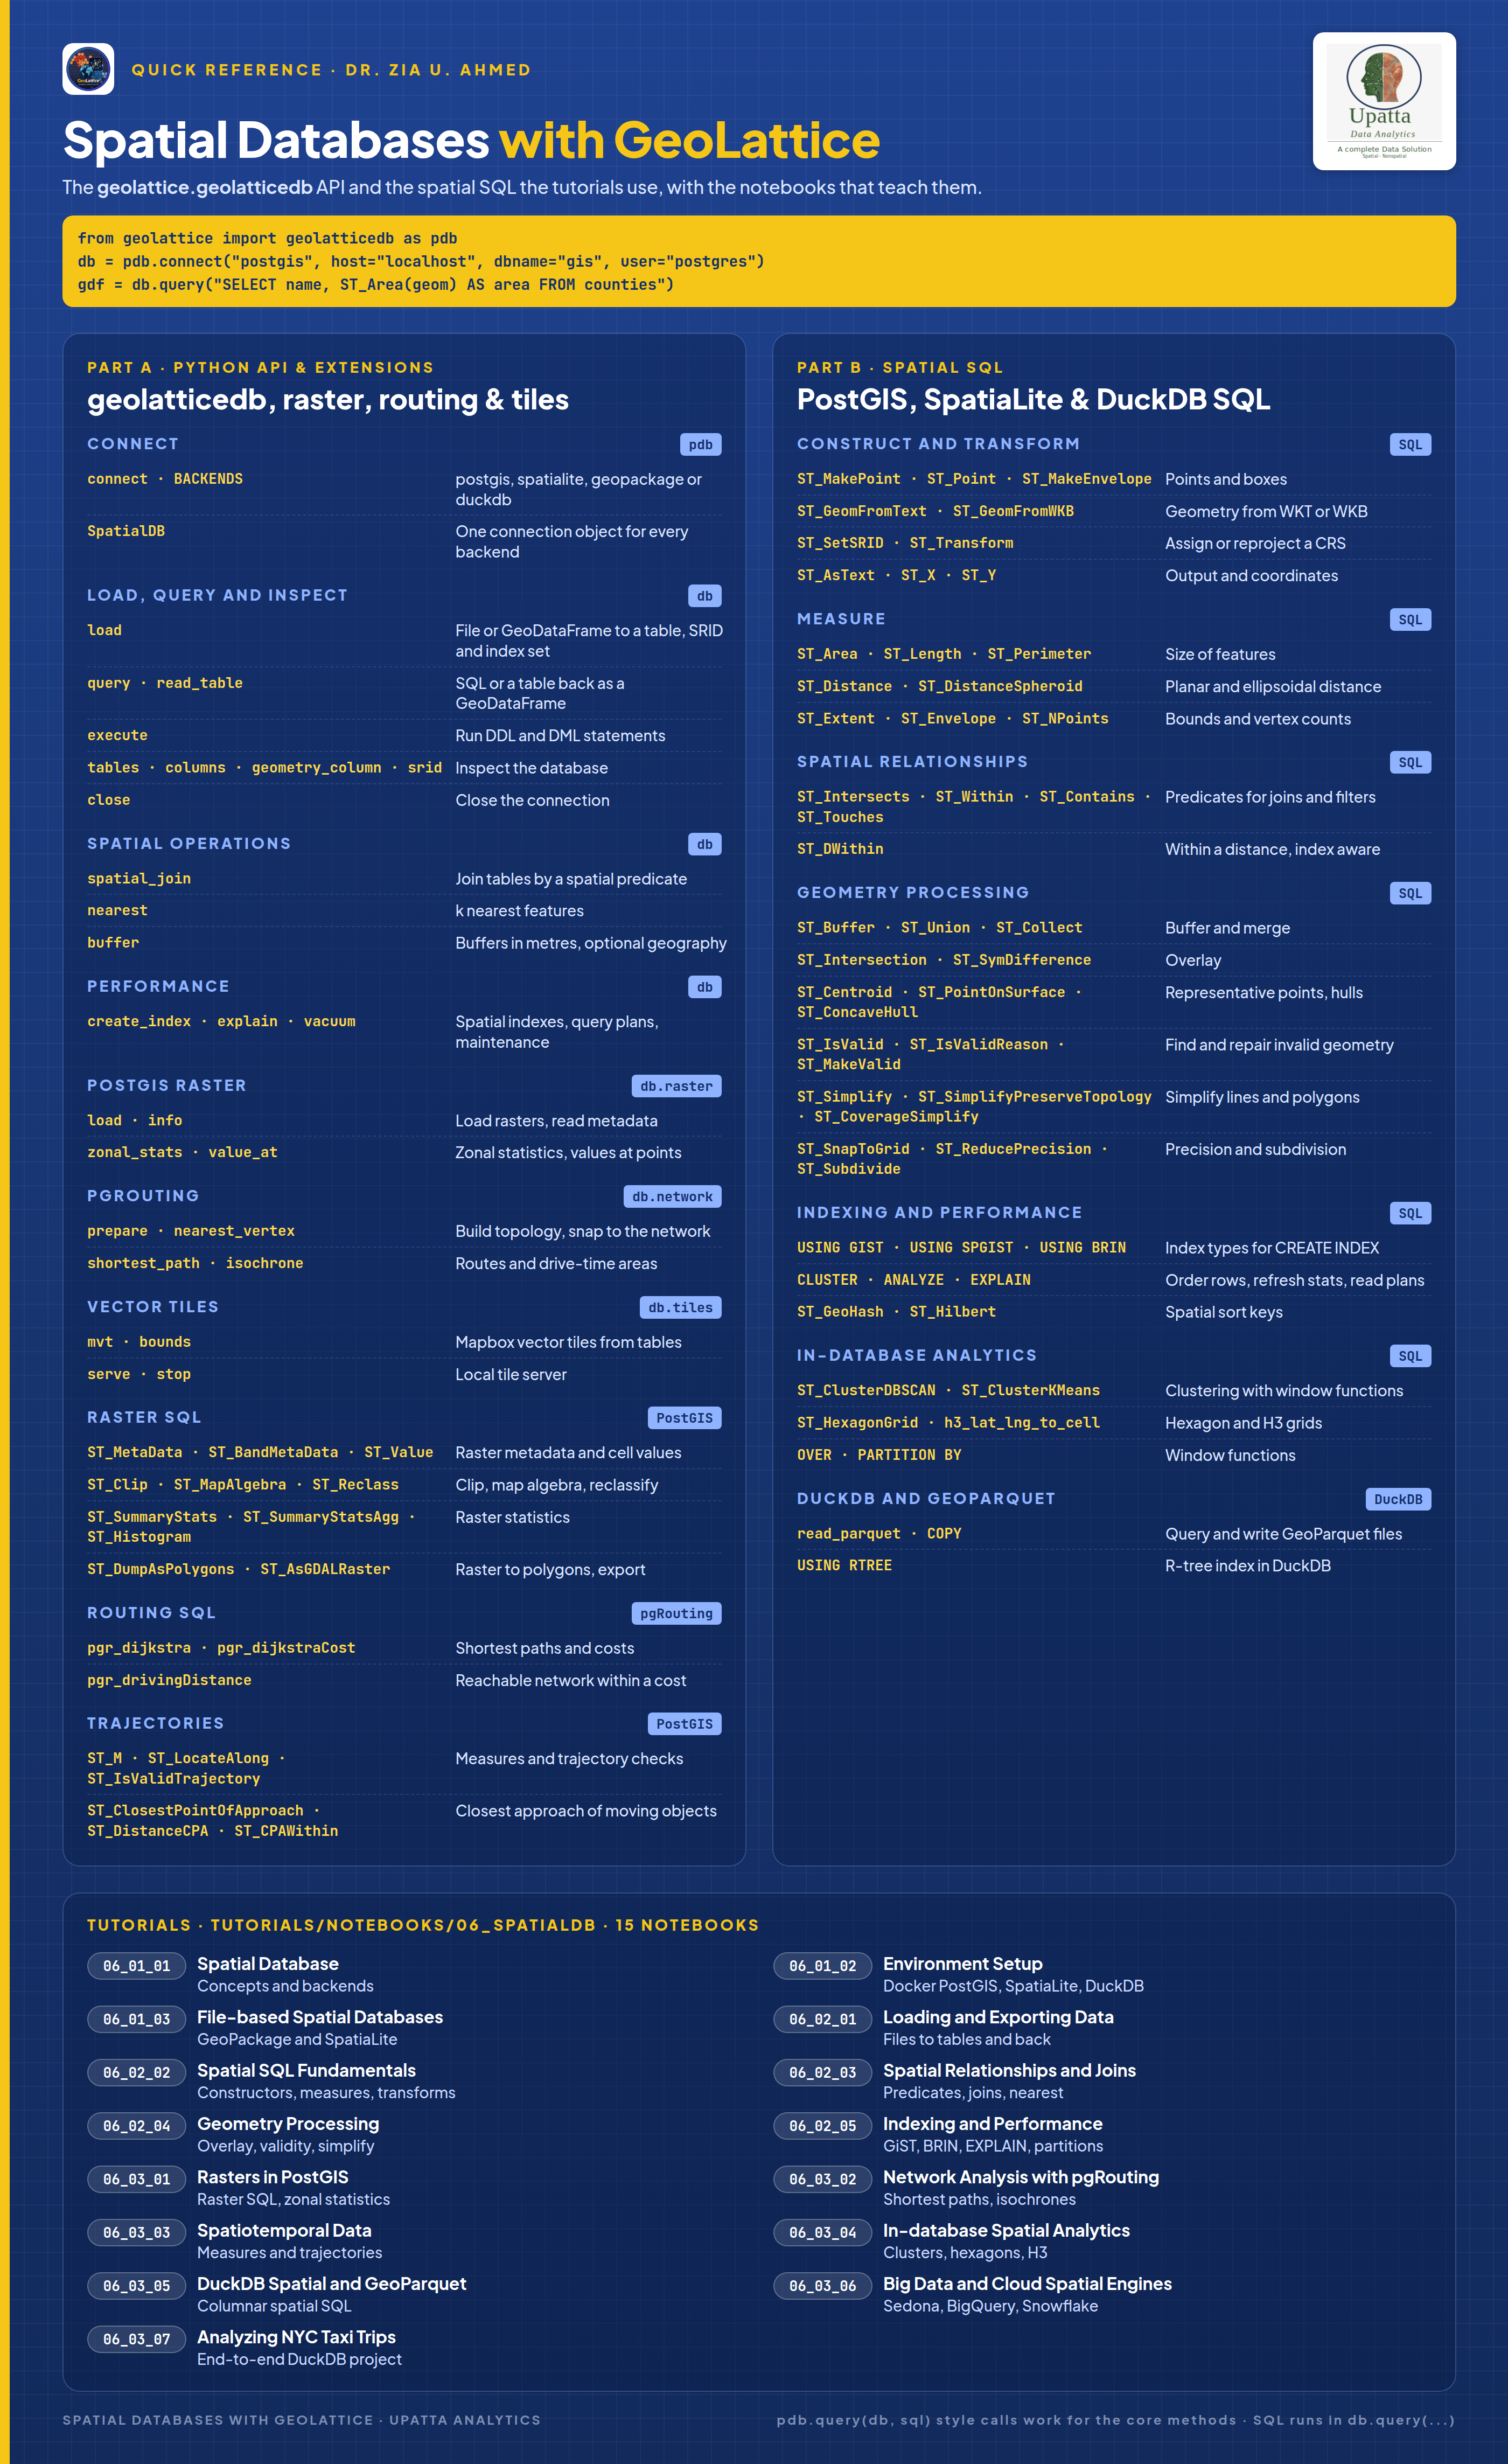 QUICK REFERENCE · DR. ZIA U. AHMED
GeoLattice
Upatta
Data Analytics
A complete Data Solution
Spatial - Nonspatial
Spatial Databases with GeoLattice
The geolattice.geolatticedb API and the spatial SQL the tutorials use, with the notebooks that teach them.
from geolattice import geolatticedb as pdb
db = pdb.connect("postgis", host="localhost", dbname="gis", user="postgres")
gdf = db.query("SELECT name, ST_Area(geom) AS area FROM counties")
PART A · PYTHON API & EXTENSIONS
geolatticedb, raster, routing & tiles
CONNECT pdb
connect · BACKENDS postgis, spatialite, geopackage or
duckdb
SpatialDB One connection object for every
backend
LOAD, QUERY AND INSPECT db
load File or GeoDataFrame to a table, SRID
and index set
query · read_table SQL or a table back as a
GeoDataFrame
execute Run DDL and DML statements
tables · columns · geometry_column · srid Inspect the database
close Close the connection
SPATIAL OPERATIONS db
spatial_join Join tables by a spatial predicate
nearest k nearest features
buffer Buffers in metres, optional geography
PERFORMANCE db
create_index · explain · vacuum Spatial indexes, query plans,
maintenance
POSTGIS RASTER db.raster
load · info Load rasters, read metadata
zonal_stats · value_at Zonal statistics, values at points
PGROUTING db.network
prepare · nearest_vertex Build topology, snap to the network
shortest_path · isochrone Routes and drive-time areas
VECTOR TILES db.tiles
mvt · bounds Mapbox vector tiles from tables
serve · stop Local tile server
RASTER SQL PostGIS
ST_MetaData · ST_BandMetaData · ST_Value Raster metadata and cell values
ST_Clip · ST_MapAlgebra · ST_Reclass Clip, map algebra, reclassify
ST_SummaryStats · ST_SummaryStatsAgg · Raster statistics
ST_Histogram
ST_DumpAsPolygons · ST_AsGDALRaster Raster to polygons, export
ROUTING SQL pgRouting
pgr_dijkstra · pgr_dijkstraCost Shortest paths and costs
pgr_drivingDistance Reachable network within a cost
TRAJECTORIES PostGIS
ST_M · ST_LocateAlong · Measures and trajectory checks
ST_IsValidTrajectory
ST_ClosestPointOfApproach · Closest approach of moving objects
ST_DistanceCPA · ST_CPAWithin
PART B · SPATIAL SQL
PostGIS, SpatiaLite & DuckDB SQL
CONSTRUCT AND TRANSFORM SQL
ST_MakePoint · ST_Point · ST_MakeEnvelope Points and boxes
ST_GeomFromText · ST_GeomFromWKB Geometry from WKT or WKB
ST_SetSRID · ST_Transform Assign or reproject a CRS
ST_AsText · ST_X · ST_Y Output and coordinates
MEASURE SQL
ST_Area · ST_Length · ST_Perimeter Size of features
ST_Distance · ST_DistanceSpheroid Planar and ellipsoidal distance
ST_Extent · ST_Envelope · ST_NPoints Bounds and vertex counts
SPATIAL RELATIONSHIPS SQL
ST_Intersects · ST_Within · ST_Contains · Predicates for joins and filters
ST_Touches
ST_DWithin Within a distance, index aware
GEOMETRY PROCESSING SQL
ST_Buffer · ST_Union · ST_Collect Buffer and merge
ST_Intersection · ST_SymDifference Overlay
ST_Centroid · ST_PointOnSurface · Representative points, hulls
ST_ConcaveHull
ST_IsValid · ST_IsValidReason · Find and repair invalid geometry
ST_MakeValid
ST_Simplify · ST_SimplifyPreserveTopology Simplify lines and polygons
· ST_CoverageSimplify
ST_SnapToGrid · ST_ReducePrecision · Precision and subdivision
ST_Subdivide
INDEXING AND PERFORMANCE SQL
USING GIST · USING SPGIST · USING BRIN Index types for CREATE INDEX
CLUSTER · ANALYZE · EXPLAIN Order rows, refresh stats, read plans
ST_GeoHash · ST_Hilbert Spatial sort keys
IN-DATABASE ANALYTICS SQL
ST_ClusterDBSCAN · ST_ClusterKMeans Clustering with window functions
ST_HexagonGrid · h3_lat_lng_to_cell Hexagon and H3 grids
OVER · PARTITION BY Window functions
DUCKDB AND GEOPARQUET DuckDB
read_parquet · COPY Query and write GeoParquet files
USING RTREE R-tree index in DuckDB
TUTORIALS · TUTORIALS/NOTEBOOKS/06_SPATIALDB · 15 NOTEBOOKS
06_01_01 Spatial Database
Concepts and backends
06_01_02 Environment Setup
Docker PostGIS, SpatiaLite, DuckDB
06_01_03 File-based Spatial Databases
GeoPackage and SpatiaLite
06_02_01 Loading and Exporting Data
Files to tables and back
06_02_02 Spatial SQL Fundamentals
Constructors, measures, transforms
06_02_03 Spatial Relationships and Joins
Predicates, joins, nearest
06_02_04 Geometry Processing
Overlay, validity, simplify
06_02_05 Indexing and Performance
GiST, BRIN, EXPLAIN, partitions
06_03_01 Rasters in PostGIS
Raster SQL, zonal statistics
06_03_02 Network Analysis with pgRouting
Shortest paths, isochrones
06_03_03 Spatiotemporal Data
Measures and trajectories
06_03_04 In-database Spatial Analytics
Clusters, hexagons, H3
06_03_05 DuckDB Spatial and GeoParquet
Columnar spatial SQL
06_03_06 Big Data and Cloud Spatial Engines
Sedona, BigQuery, Snowflake
06_03_07 Analyzing NYC Taxi Trips
End-to-end DuckDB project
SPATIAL DATABASES WITH GEOLATTICE · UPATTA ANALYTICS
pdb.query(db, sql) style calls work for the core methods · SQL runs in db.query(...)